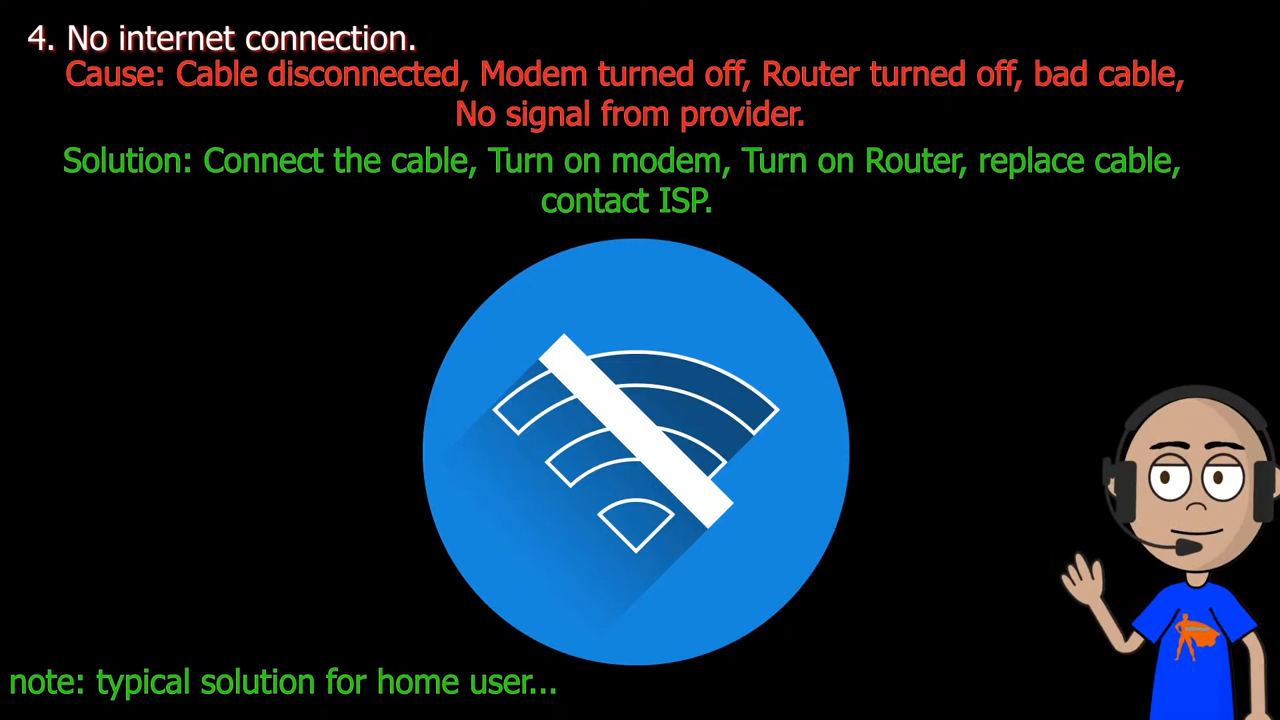 4. No internet connection.
Cause: Cable disconnected, Modem turned off, Router turned off, bad cable,
No signal from provider.
Solution: Connect the cable, Turn on modem, Turn on Router, replace cable,
contact ISP.
note: typical solution for home user...